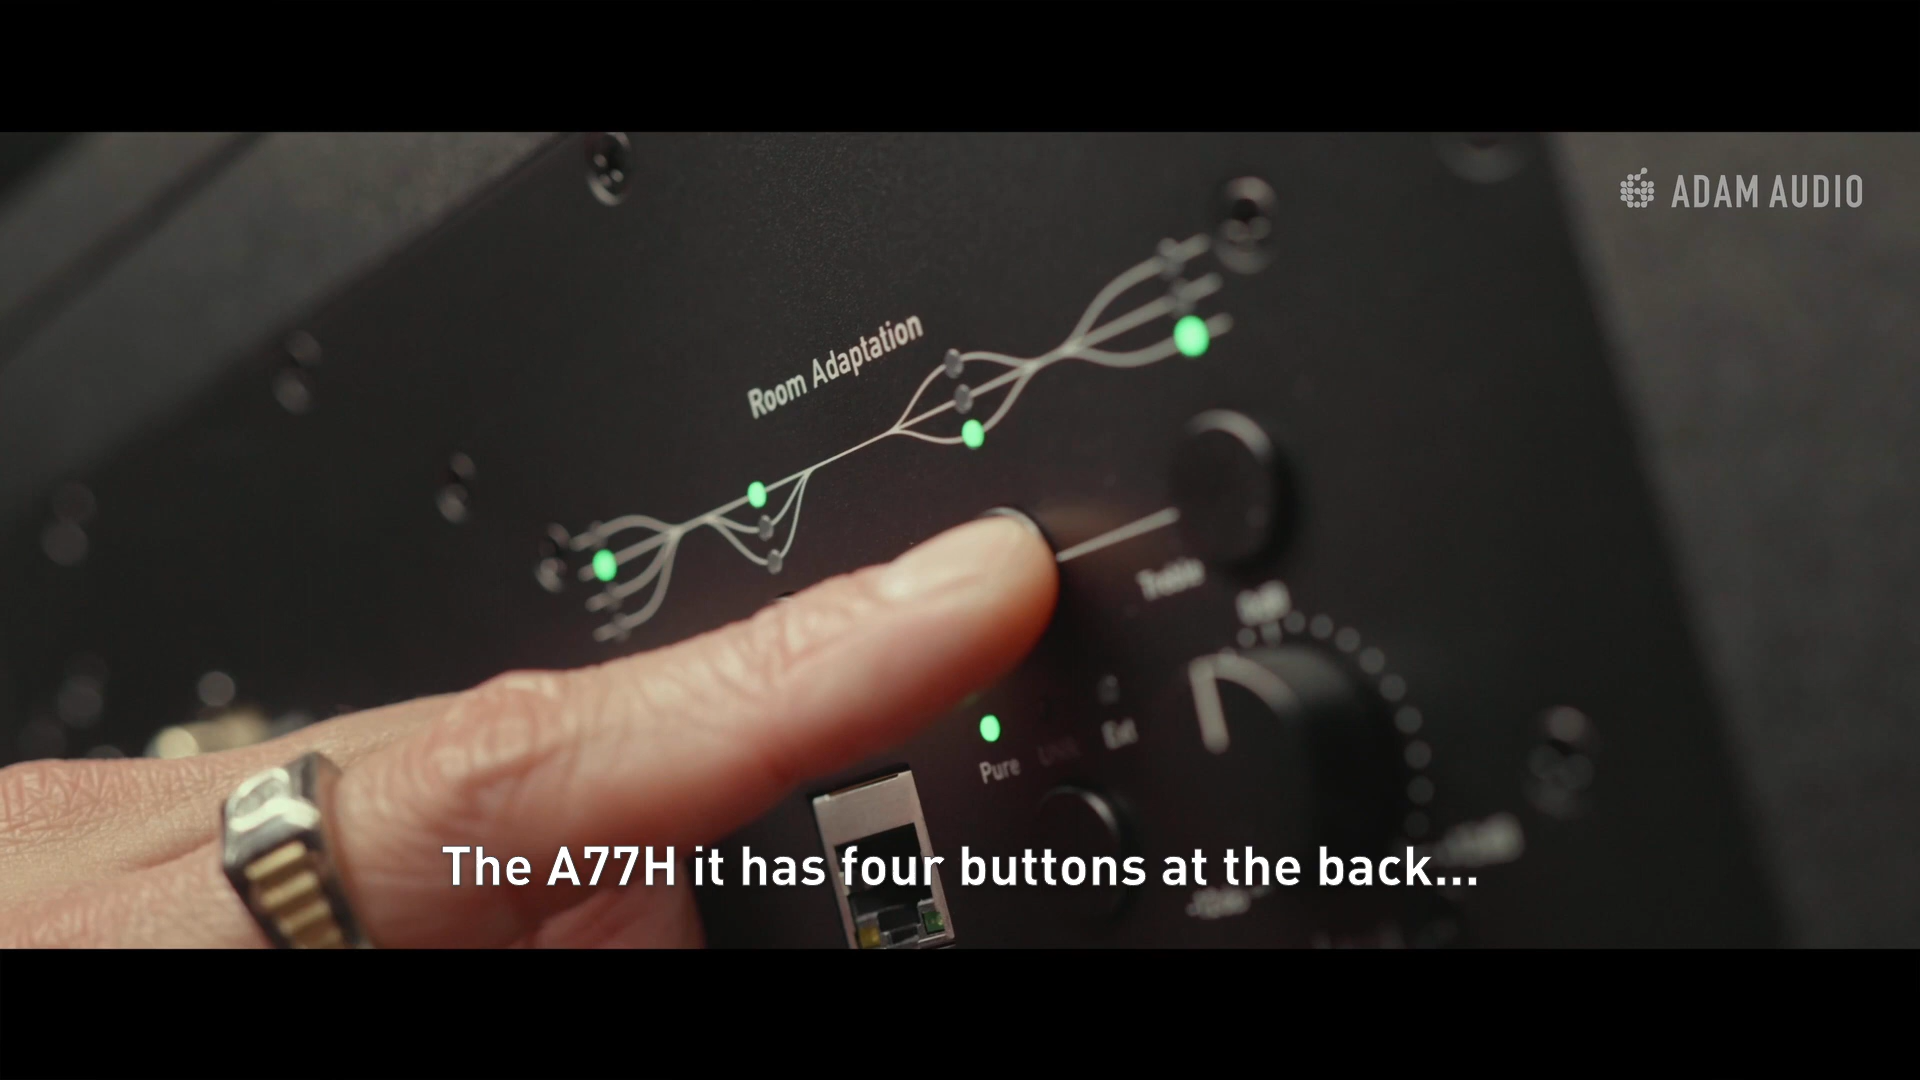 ADAM AUDIO
Room Adaptation
Treble
Pure
Ext
The A77H it has four buttons at the back...